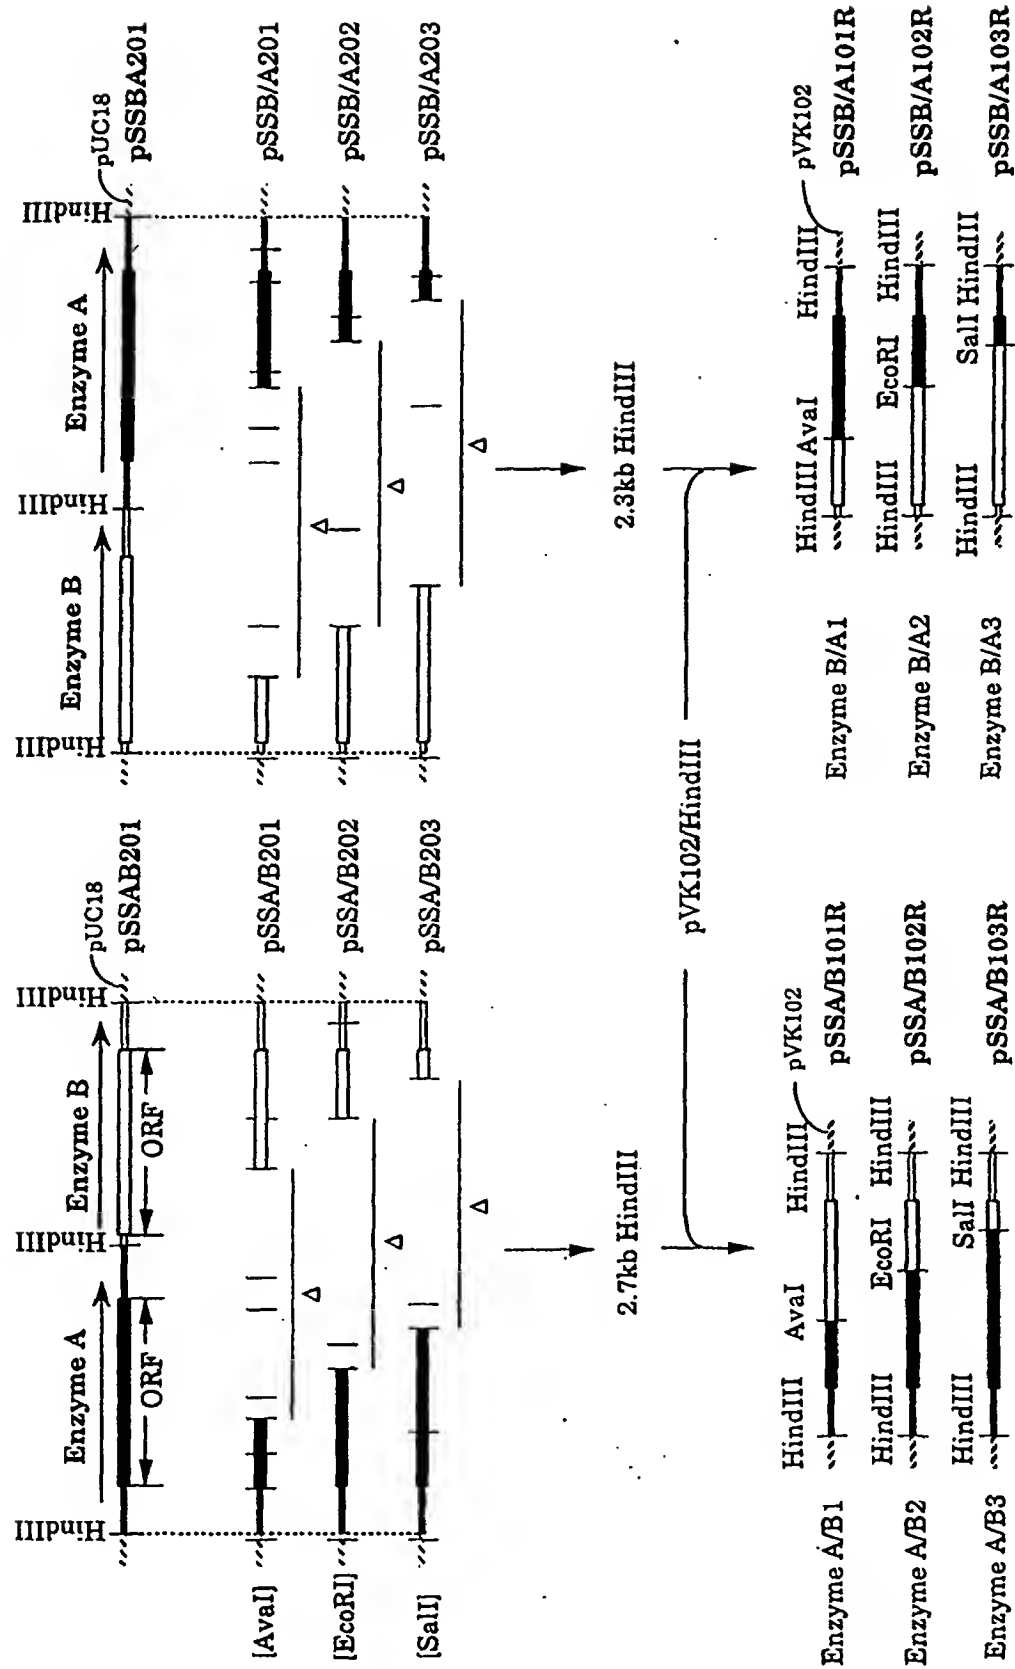 Enzyme A
Enzyme B
pUC18
HindIII
HindIII
HindIII
pSSAB201
ORF
ORF
[AvaI]
pSSA/B201
[EcoRI]
pSSA/B202
[SalI]
pSSA/B203
Enzyme B
Enzyme A
pUC18
HindIII
HindIII
HindIII
pSSBA201
pSSB/A201
pSSB/A202
pSSB/A203
2.7kb HindIII
2.3kb HindIII
pVK102/HindIII
HindIII
AvaI
HindIII
pVK102
Enzyme A/B1
pSSA/B101R
HindIII
EcoRI
HindIII
Enzyme A/B2
pSSA/B102R
HindIII
SalI
HindIII
Enzyme A/B3
pSSA/B103R
HindIII
AvaI
HindIII
pVK102
Enzyme B/A1
pSSB/A101R
HindIII
EcoRI
HindIII
Enzyme B/A2
pSSB/A102R
HindIII
SalI
HindIII
Enzyme B/A3
pSSB/A103R